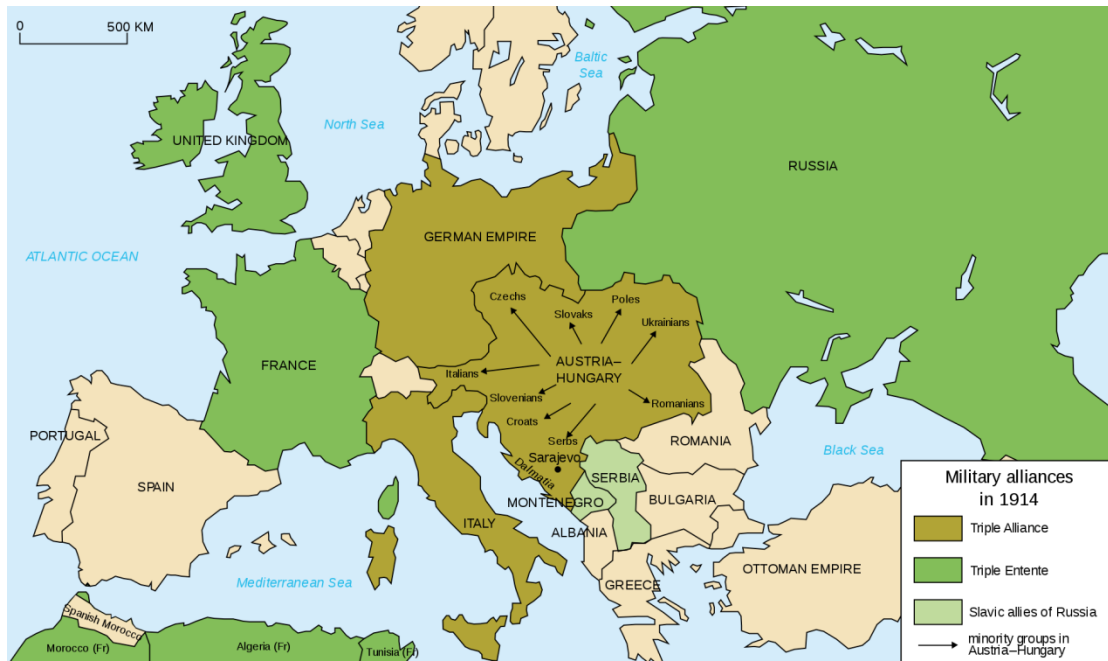 0 500 KM
Baltic
Sea
North Sea
UNITED KINGDOM
RUSSIA
ATLANTIC OCEAN
GERMAN EMPIRE
Czechs
Slovaks
Poles
Ukrainians
AUSTRIA–
HUNGARY
FRANCE
Italians
Slovenians
Romanians
Croats
Serbs
PORTUGAL
SPAIN
Sarajevo
Dalmatia
ROMANIA
Black Sea
SERBIA
MONTENEGRO
BULGARIA
ITALY
ALBANIA
GREECE
OTTOMAN EMPIRE
Mediterranean Sea
Spanish Morocco
Morocco (Fr)
Algeria (Fr)
Tunisia (Fr)
Military alliances
in 1914
Triple Alliance
Triple Entente
Slavic allies of Russia
minority groups in
Austria–Hungary